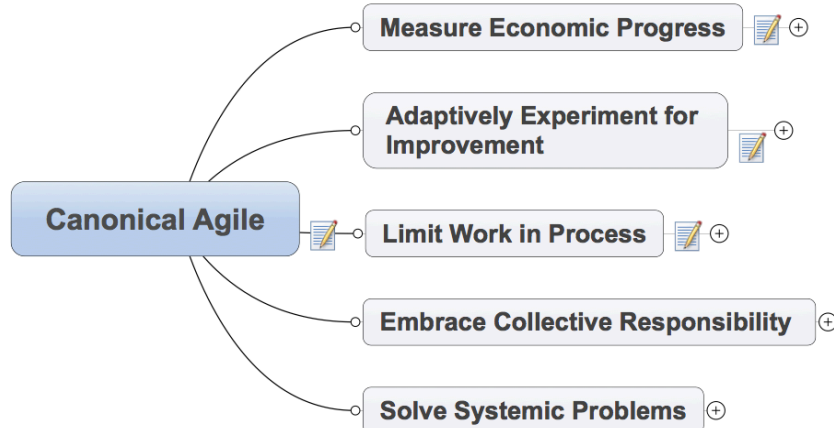 Measure Economic Progress
Adaptively Experiment for
Improvement
Canonical Agile
Limit Work in Process
Embrace Collective Responsibility
Solve Systemic Problems